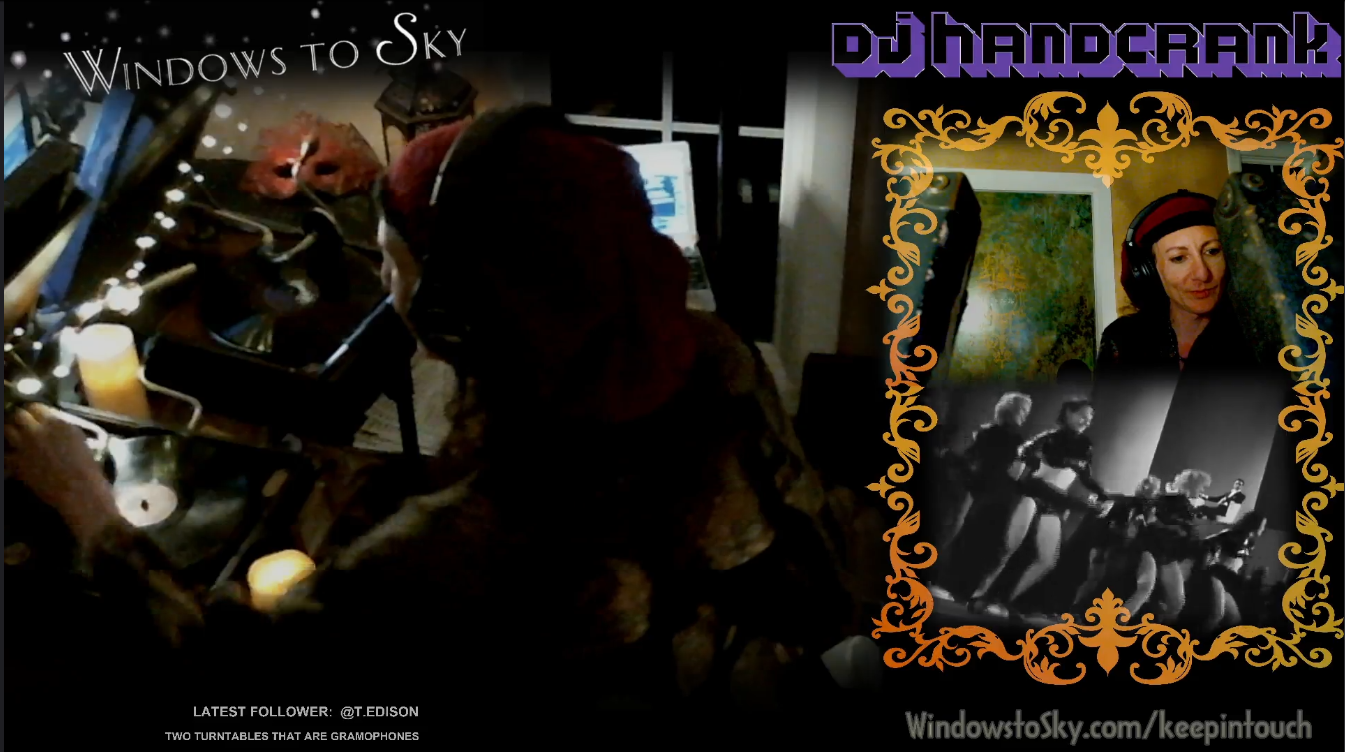 WINDOWS TO SKY
DJ HANDCRANK
LATEST FOLLOWER: @T.EDISON
TWO TURNTABLES THAT ARE GRAMOPHONES
WindowstoSky.com/keepintouch